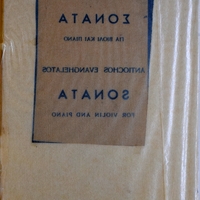 ΣΟΝΑΤΑ
ΓΙΑ ΒΙΟΛΙ ΚΑΙ ΠΙΑΝΟ
ANTIOCHOS EVANGHELATOS
SONATA
FOR VIOLIN AND PIANO